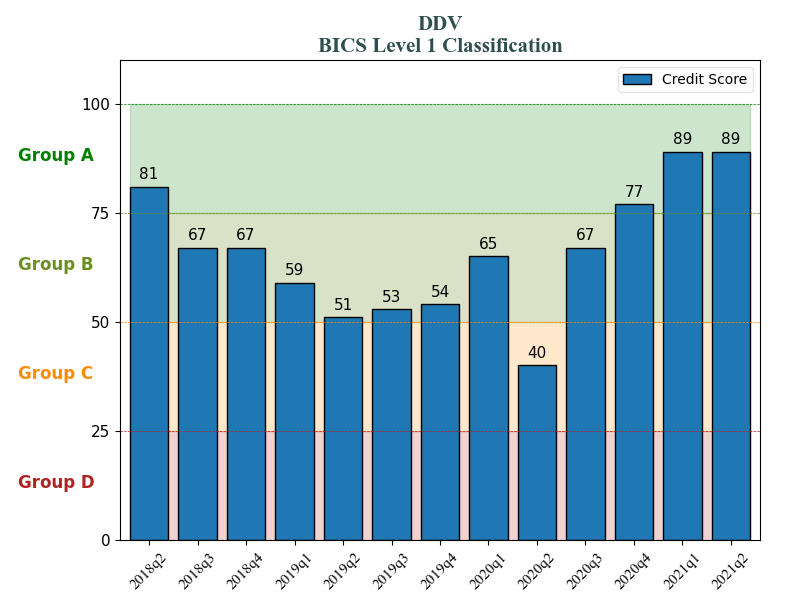 DDV
BICS Level 1 Classification
Credit Score
100
Group A
75
Group B
50
Group C
25
Group D
0
81
67
67
59
51
53
54
65
40
67
77
89
89
2018q2
2018q3
2018q4
2019q1
2019q2
2019q3
2019q4
2020q1
2020q2
2020q3
2020q4
2021q1
2021q2